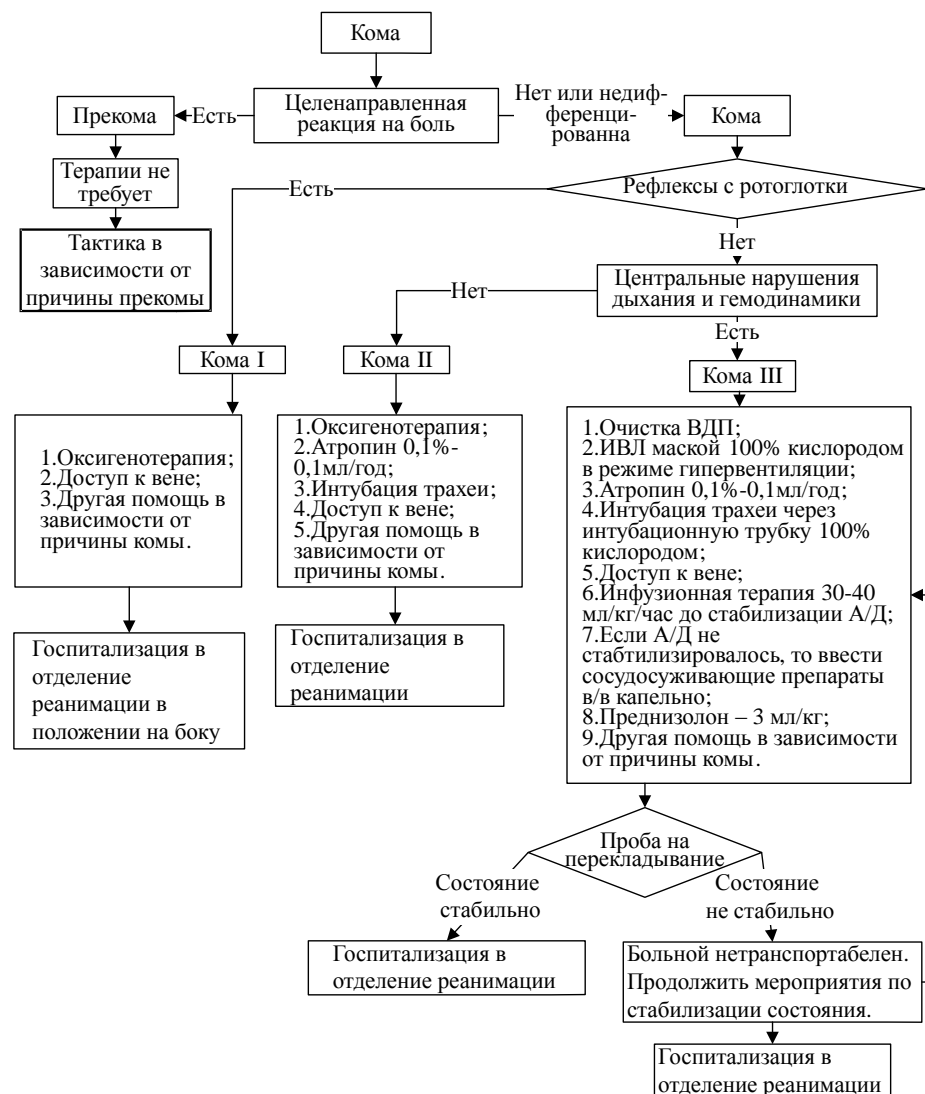 Кома
Целенаправленная
реакция на боль
Есть
Прекома
Терапии не
требует
Тактика в
зависимости от
причины прекомы
Нет или недиф-
ференци-
рованна
Кома
Рефлексы с ротоглотки
Есть
Нет
Центральные нарушения
дыхания и гемодинамики
Нет
Есть
Кома I
1.Оксигенотерапия;
2.Доступ к вене;
3.Другая помощь в
зависимости от
причины комы.
Госпитализация в
отделение
реанимации в
положении на боку
Кома II
1.Оксигенотерапия;
2.Атропин 0,1%-
0,1мл/год;
3.Интубация трахеи;
4.Доступ к вене;
5.Другая помощь в
зависимости от
причины комы.
Госпитализация в
отделение
реанимации
Кома III
1.Очистка ВДП;
2.ИВЛ маской 100% кислородом
в режиме гипервентиляции;
3.Атропин 0,1%-0,1мл/год;
4.Интубация трахеи через
интубационную трубку 100%
кислородом;
5.Доступ к вене;
6.Инфузионная терапия 30-40
мл/кг/час до стабилизации А/Д;
7.Если А/Д не
стабтилизировалось, то ввести
сосудосуживающие препараты
в/в капельно;
8.Преднизолон – 3 мл/кг;
9.Другая помощь в зависимости
от причины комы.
Проба на
перекладывание
Состояние
стабильно
Состояние
не стабильно
Госпитализация в
отделение реанимации
Больной нетранспортабелен.
Продолжить мероприятия по
стабилизации состояния.
Госпитализация в
отделение реанимации